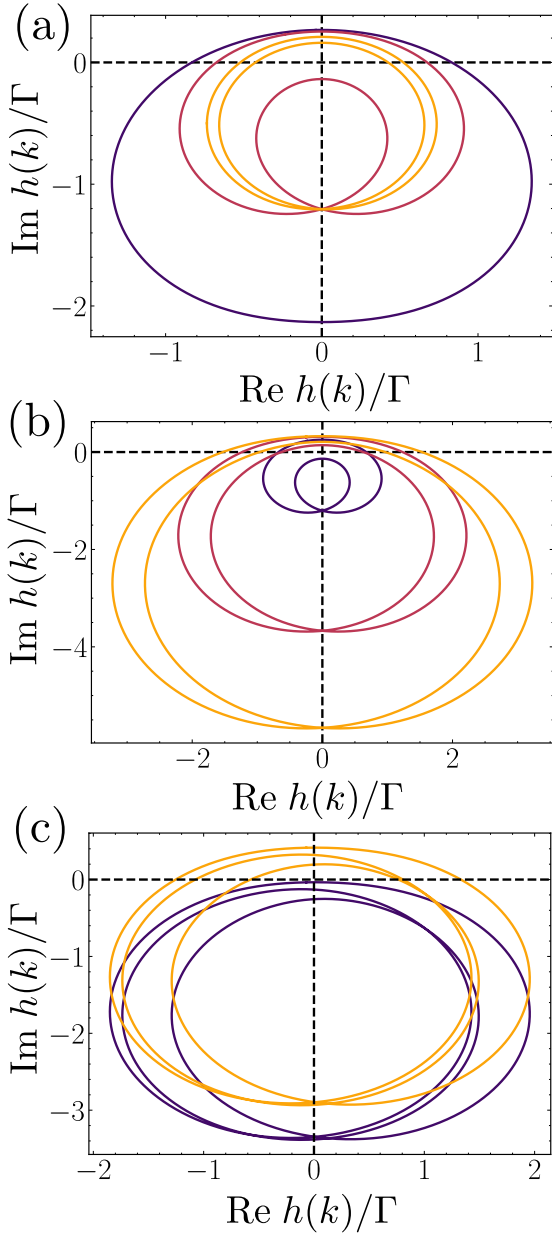 (a)
0
−1
−2
Im h(k)/Γ
−1 0 1
Re h(k)/Γ
(b)
0
−2
−4
Im h(k)/Γ
−2 0 2
Re h(k)/Γ
(c)
0
−1
−2
−3
Im h(k)/Γ
−2 −1 0 1 2
Re h(k)/Γ